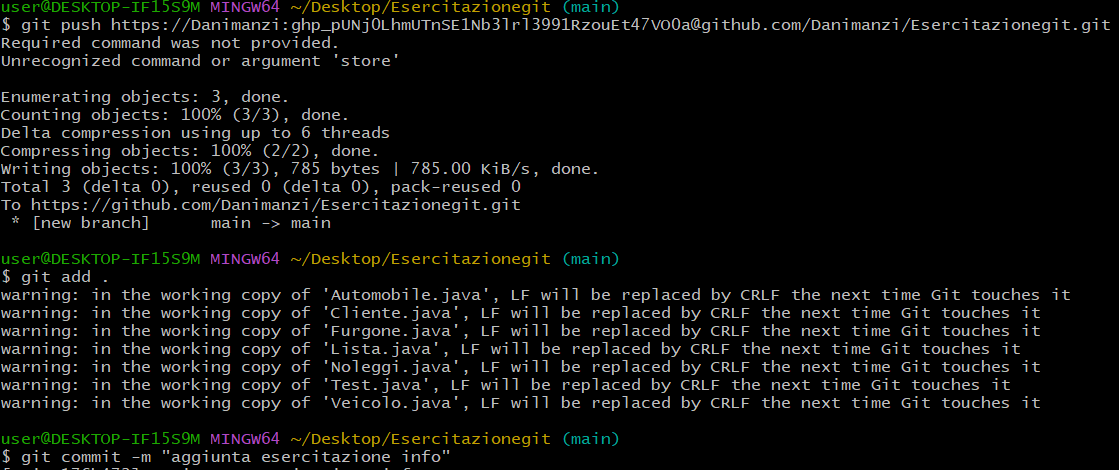 user@DESKTOP-IF15S9M MINGW64 ~/Desktop/Esercitazionegit (main)
$ git push https://Danimanzi:@github.com/Danimanzi/Esercitazionegit.git
Required command was not provided.
Unrecognized command or argument 'store'
Enumerating objects: 3, done.
Counting objects: 100% (3/3), done.
Delta compression using up to 6 threads
Compressing objects: 100% (2/2), done.
Writing objects: 100% (3/3), 785 bytes | 785.00 KiB/s, done.
Total 3 (delta 0), reused 0 (delta 0), pack-reused 0
To https://github.com/Danimanzi/Esercitazionegit.git
 * [new branch]      main -> main
user@DESKTOP-IF15S9M MINGW64 ~/Desktop/Esercitazionegit (main)
$ git add .
warning: in the working copy of 'Automobile.java', LF will be replaced by CRLF the next time Git touches it
warning: in the working copy of 'Cliente.java', LF will be replaced by CRLF the next time Git touches it
warning: in the working copy of 'Furgone.java', LF will be replaced by CRLF the next time Git touches it
warning: in the working copy of 'Lista.java', LF will be replaced by CRLF the next time Git touches it
warning: in the working copy of 'Noleggi.java', LF will be replaced by CRLF the next time Git touches it
warning: in the working copy of 'Test.java', LF will be replaced by CRLF the next time Git touches it
warning: in the working copy of 'Veicolo.java', LF will be replaced by CRLF the next time Git touches it
user@DESKTOP-IF15S9M MINGW64 ~/Desktop/Esercitazionegit (main)
$ git commit -m "aggiunta esercitazione info"